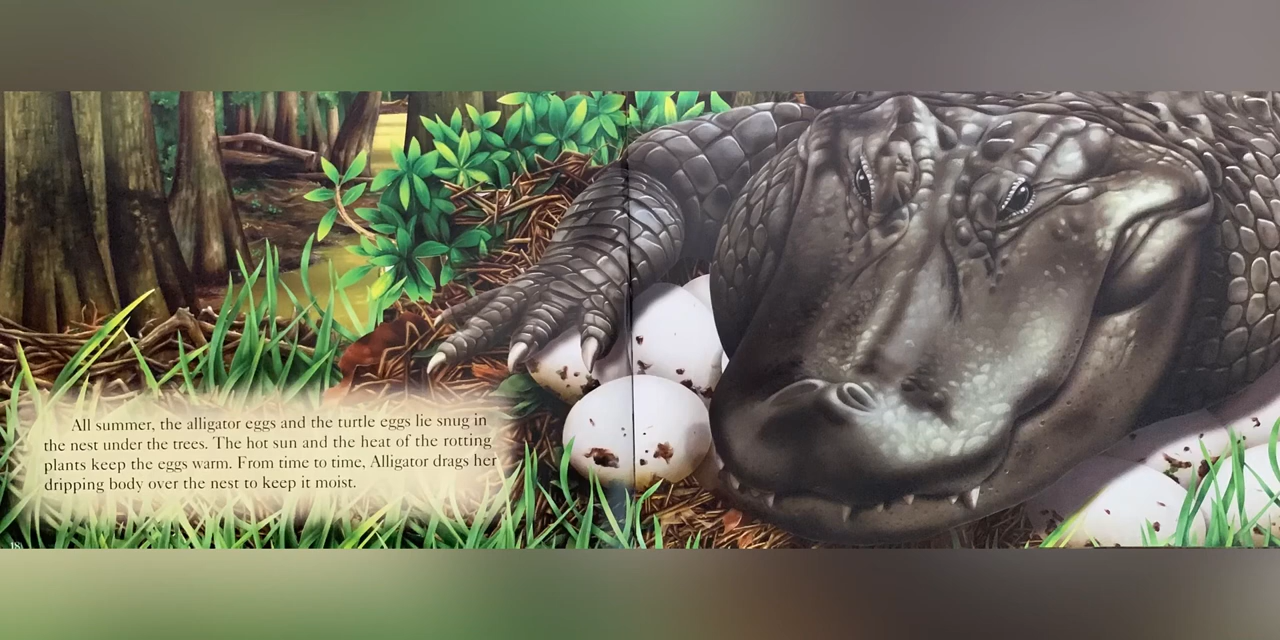 All summer, the alligator eggs and the turtle eggs lie snug in
the nest under the trees. The hot sun and the heat of the rotting
plants keep the eggs warm. From time to time, Alligator drags her
dripping body over the nest to keep it moist.
18